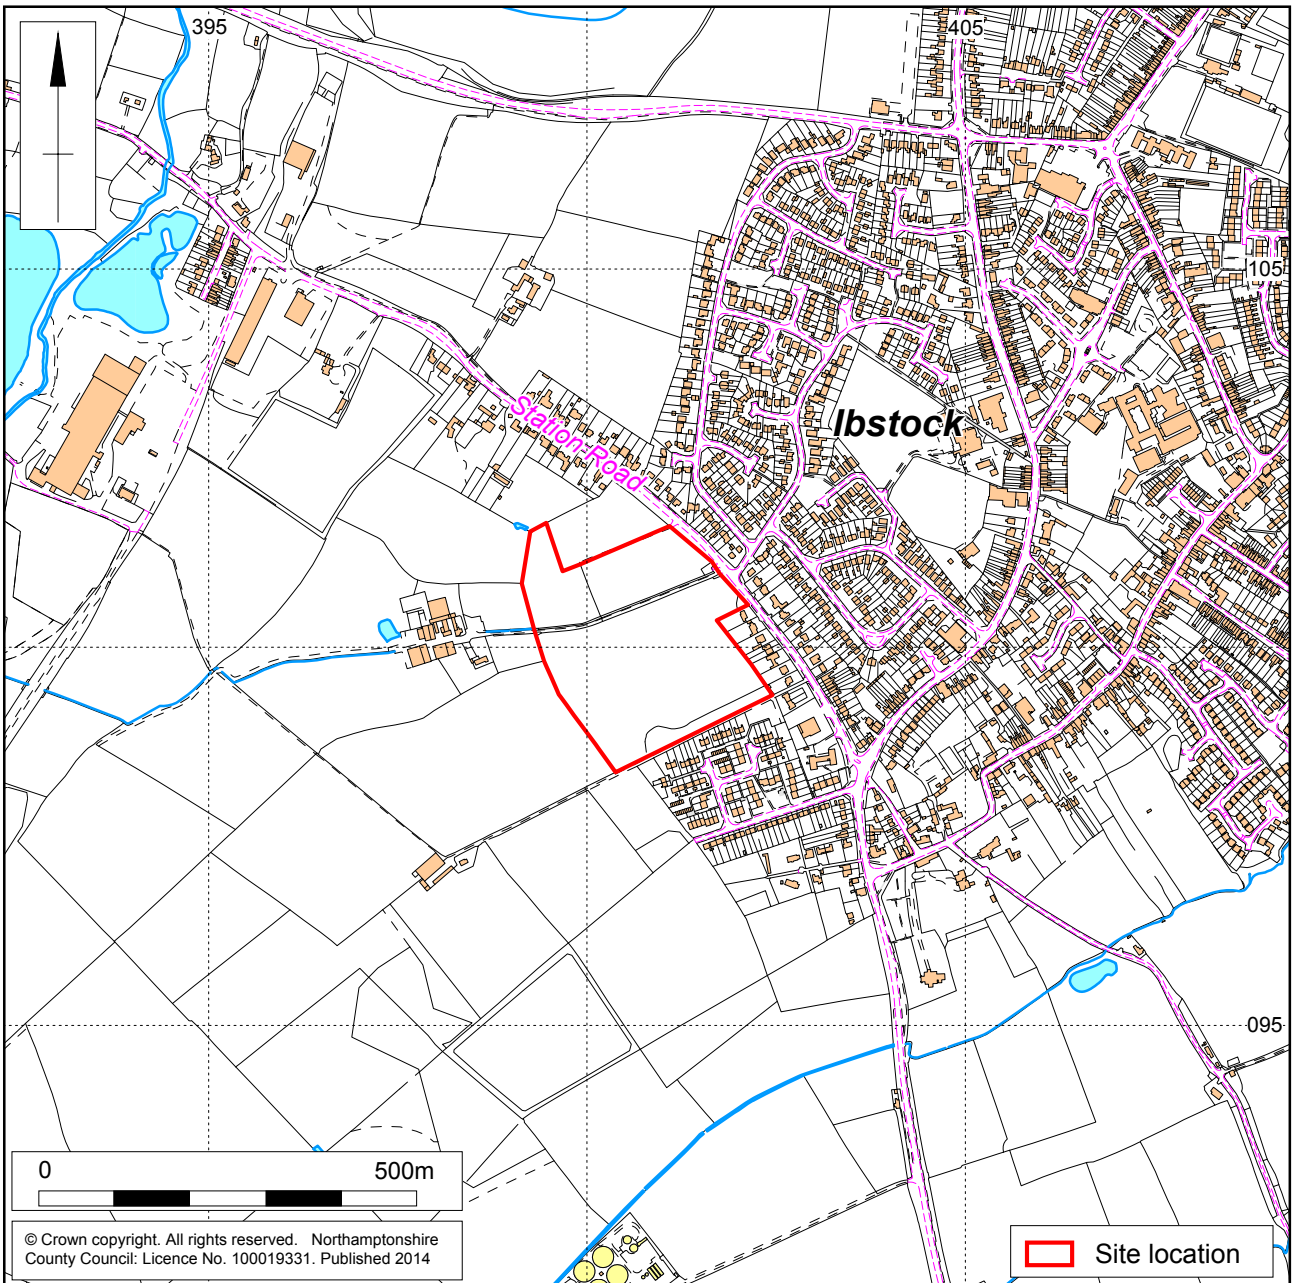 395
405
105
Station Road
Ibstock
095
0 500m
© Crown copyright. All rights reserved. Northamptonshire
County Council: Licence No. 100019331. Published 2014
Site location